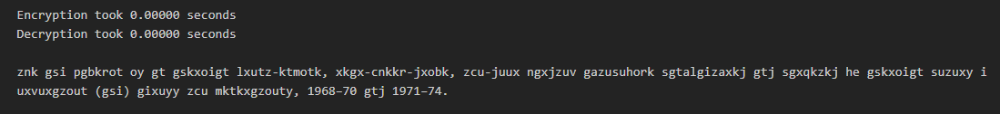 Encryption took 0.00000 seconds
Decryption took 0.00000 seconds
znk gsi pgbkrot oy gt gskxoigt lxutz-ktmotk, xkgx-cnkkr-jxobk, zcu-juux ngxjzuv gazusuhork sgtalgizaxkj gtj sgxqkzkj he gskxoigt suzuxy i
uxvuxgzout (gsi) gixuyy zcu mktkxgzouty, 1968–70 gtj 1971–74.